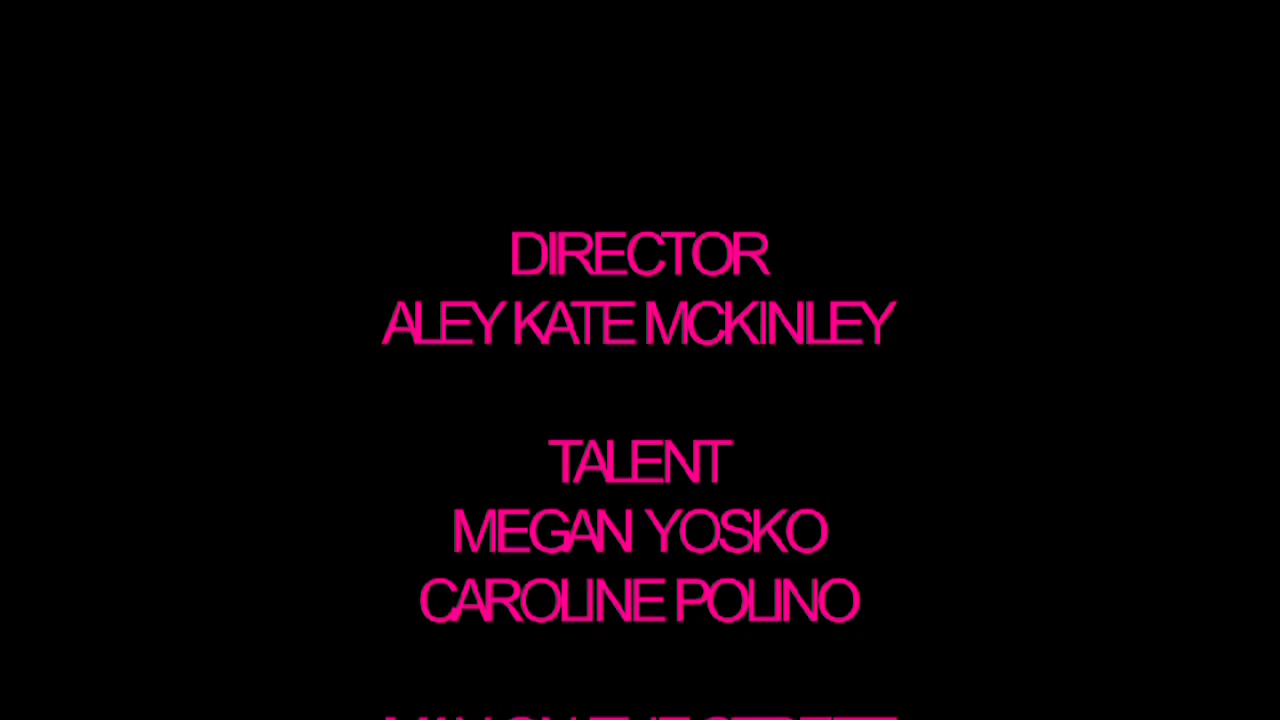 DIRECTOR
ALEY KATE MCKINLEY
TALENT
MEGAN YOSKO
CAROLINE POLINO